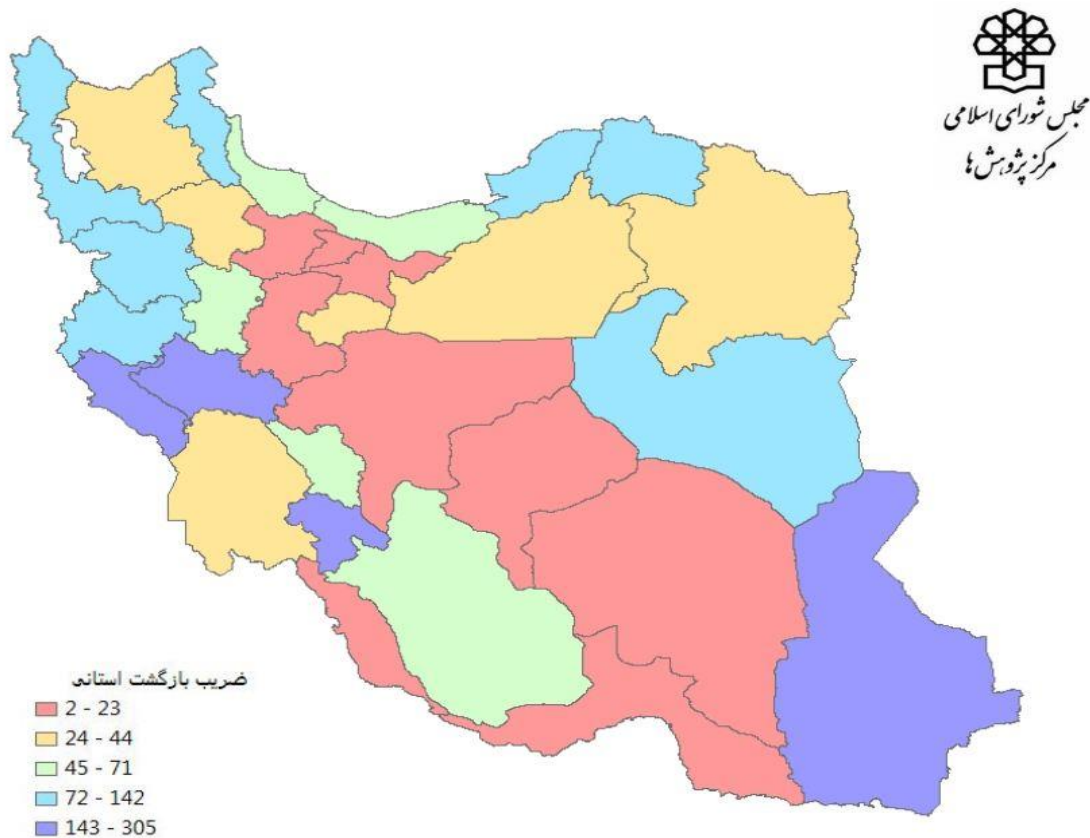 مجلس شورای اسلامی
مرکز پژوهش ها
ضریب بازگشت استانی
2 - 23
24 - 44
45 - 71
72 - 142
143 - 305